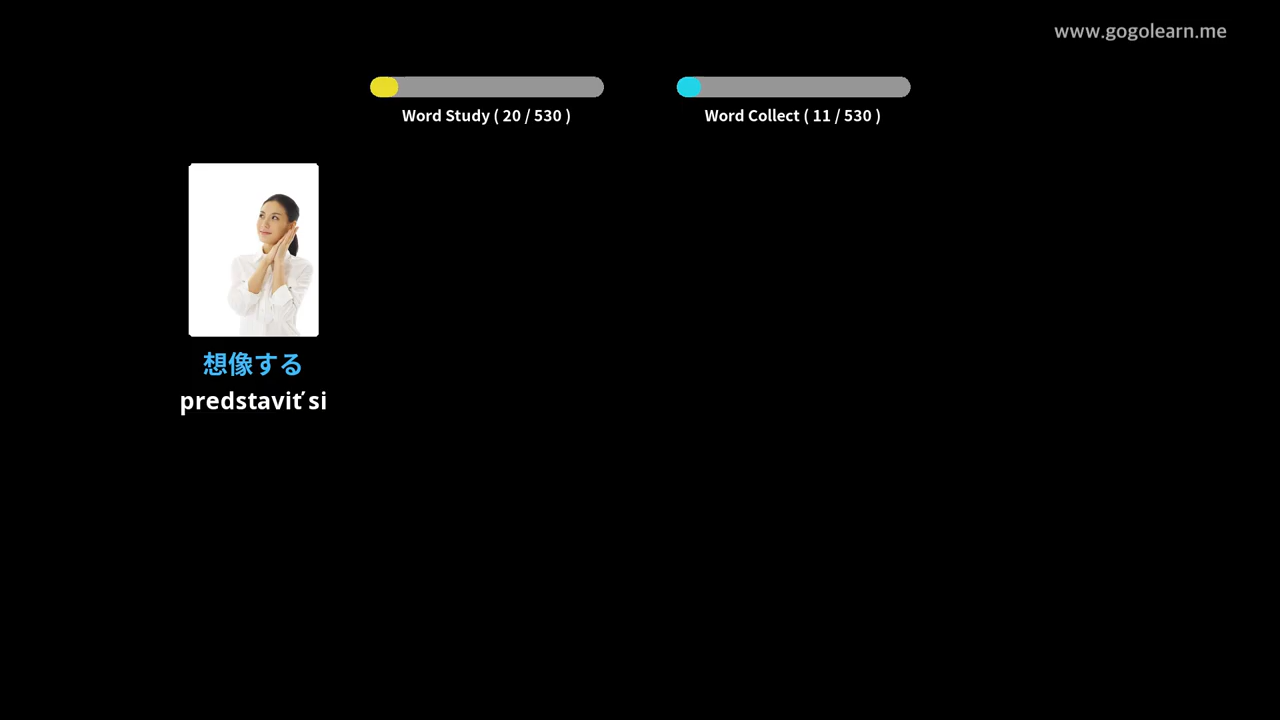 www.gogolearn.me
Word Study ( 20 / 530 )
Word Collect ( 11 / 530 )
想像する
predstaviť si